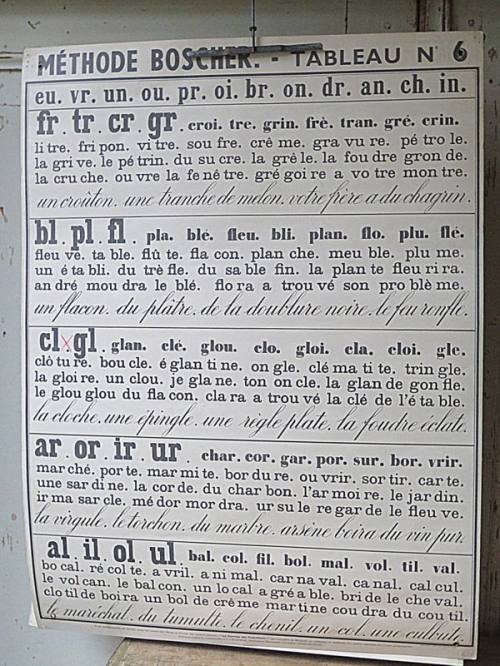 MÉTHODE BOSCHER. - TABLEAU N° 6
eu. vr. un. ou. pr. oi. br. on. dr. an. ch. in.
fr. tr. cr. gr. croi. tre. grin. frè. tran. gré. crin.
li tre. fri pon. vi tre. sou fre. crê me. gra vu re. pé tro le.
la gri ve. le pé trin. du su cre. la grê le. la fou dre gron de.
la cru che. ou vre la fe nê tre. gré goi re a vo tre mon tre.
un croûton. une tranche de melon. votre frère a du chagrin.
bl. pl. fl. pla. blé. fleu. bli. plan. flo. plu. flé.
fleu ve. ta ble. flû te. fla con. plan che. meu ble. plu me.
un é ta bli. du trè fle. du sa ble fin. la plan te fleu ri ra.
an dré mou dra le blé. flo ra a trou vé son pro blè me.
un flacon. du plâtre. de la doublure noire. le feu ronfle.
cl x gl. glan. clé. glou. clo. gloi. cla. cloi. gle.
clô tu re. bou cle. é glan ti ne. on gle. clé ma ti te. trin gle.
la gloi re. un clou. je gla ne. ton on cle. la glan de gon fle.
le glou glou du fla con. cla ra a trou vé la clé de l'é ta ble.
la cloche. une épingle. une règle plate. la foudre éclate.
ar. or. ir. ur. char. cor. gar. por. sur. bor. vrir.
mar ché. por te. mar mi te. bor du re. ou vrir. sor tir. car te.
une sar di ne. la cor de. du char bon. l'ar moi re. le jar din.
ir ma sar cle. mé dor mor dra. ur su le re gar de le fleu ve.
la virgule. le torchon. du marbre. arsène boira du vin pur.
al. il. ol. ul. bal. col. fil. bol. mal. vol. til. val.
bo cal. ré col te. a vril. a ni mal. car na val. ca nal. cal cul.
le vol can. le bal con. un lo cal a gré a ble. bri de le che val.
clo til de boi ra un bol de crê me mar tine cou dra du cou til.
le maréchal. du tumulte. le chenil. un col. une culbute.